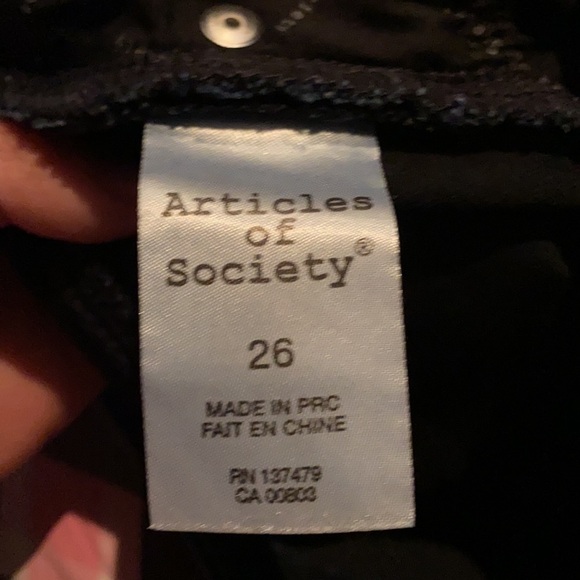 Articles
of
Society®
26
MADE IN PRC
FAIT EN CHINE
RN 137479
CA 00803